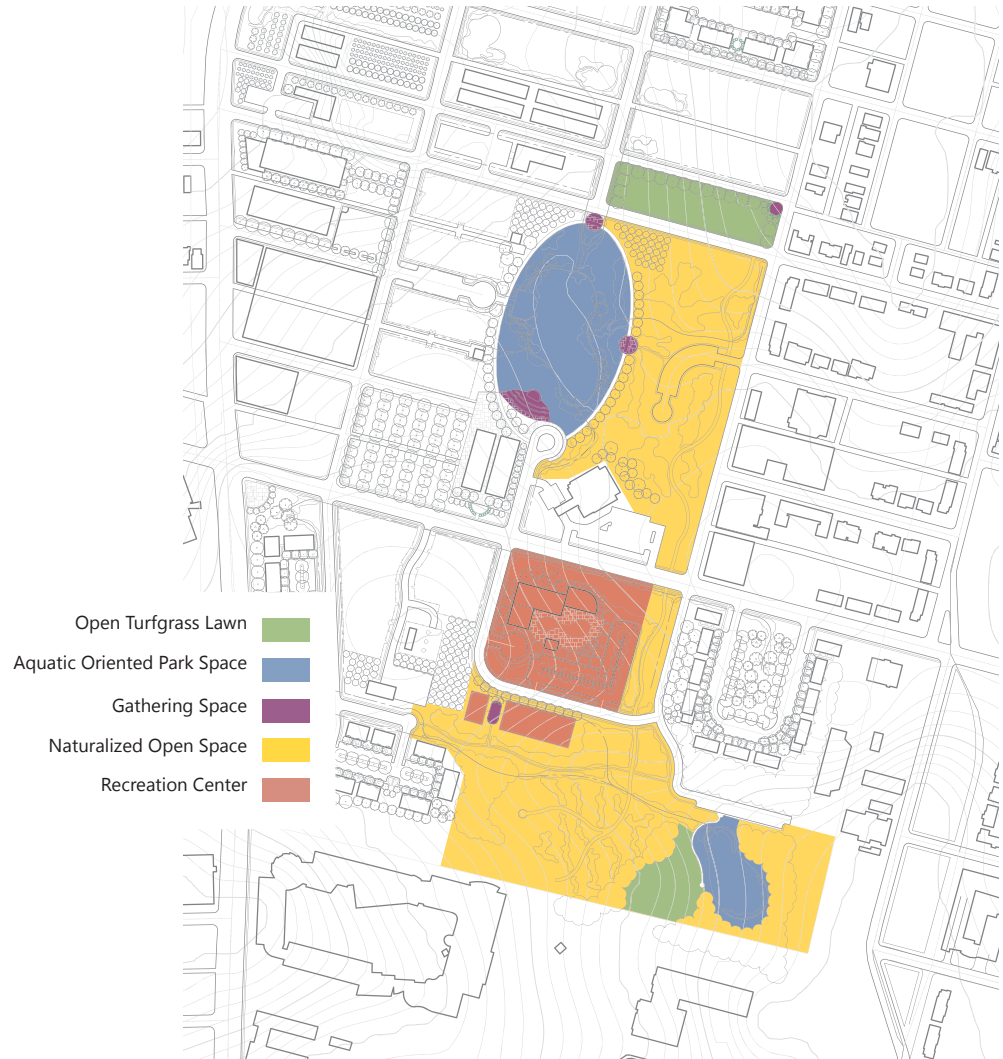 Open Turfgrass Lawn
Aquatic Oriented Park Space
Gathering Space
Naturalized Open Space
Recreation Center